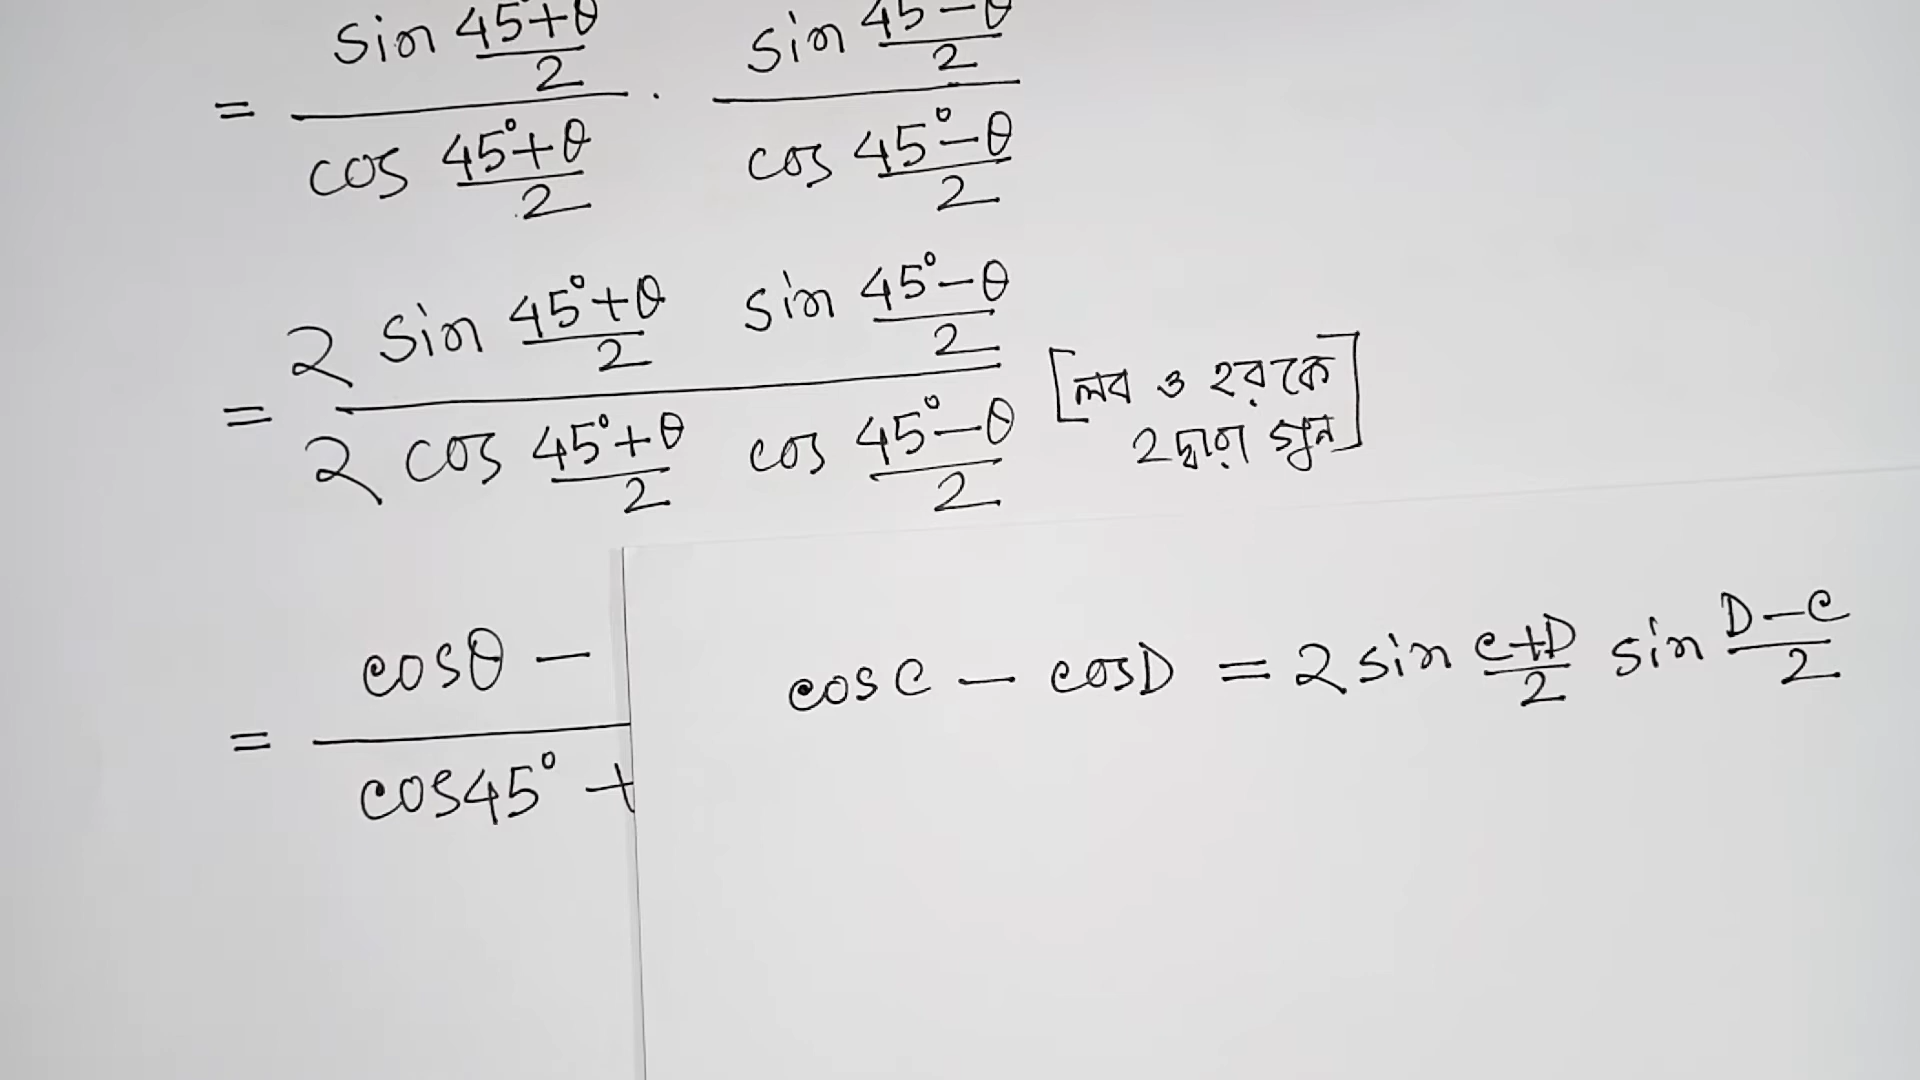 = sin (45+θ)/2 / cos (45°+θ)/2 . sin (45-θ)/2 / cos (45°-θ)/2
= 2 sin (45°+θ)/2 sin (45°-θ)/2 / 2 cos (45°+θ)/2 cos (45°-θ)/2 [লব ও হরকে
2 দ্বারা গুন]
= cosθ - / cos45° +
cosC - cosD = 2 sin (C+D)/2 sin (D-C)/2